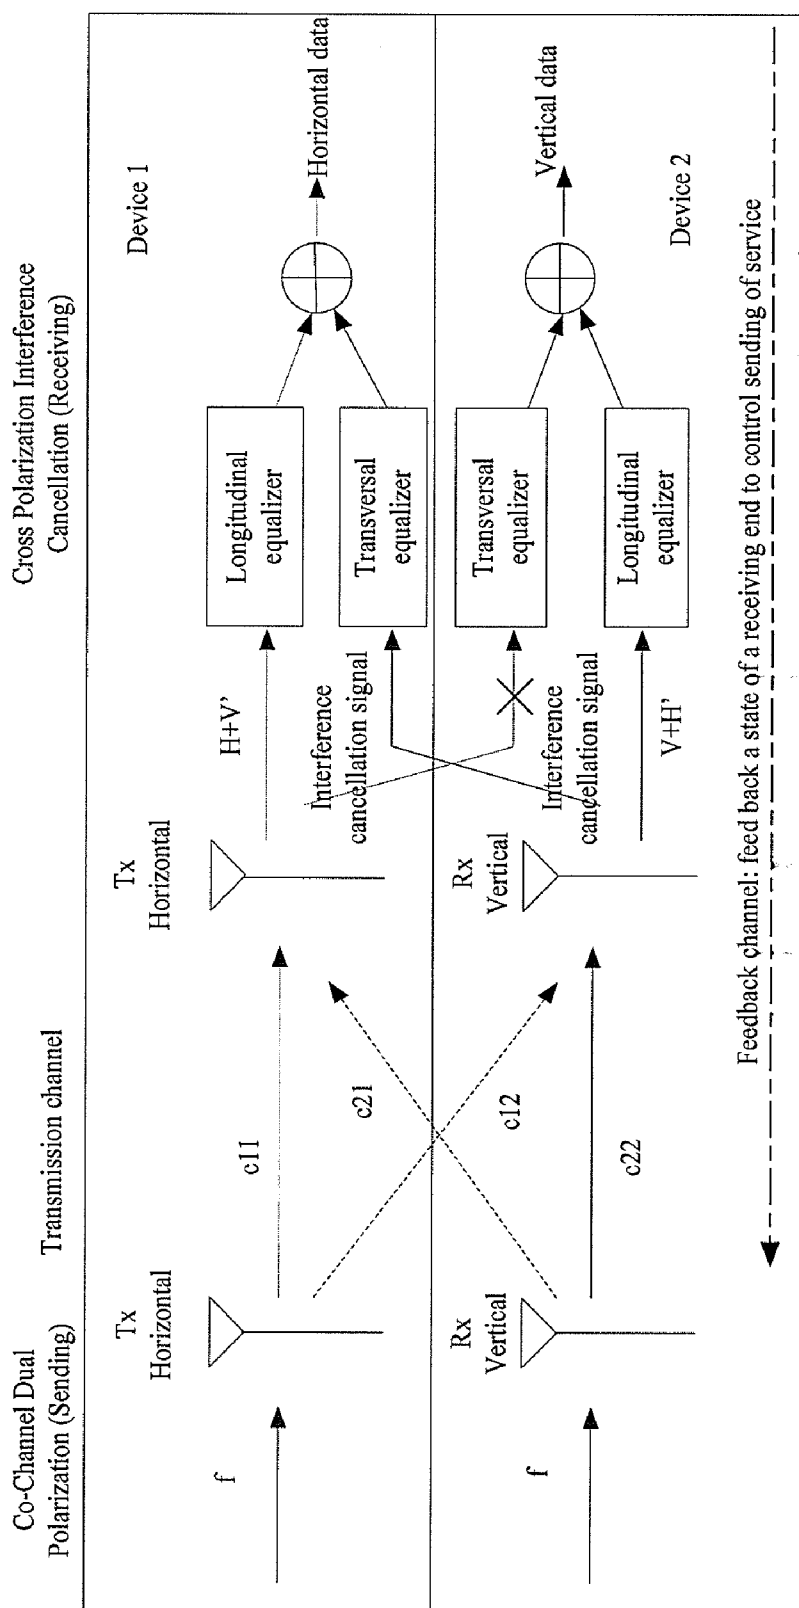 Co-Channel Dual
Polarization (Sending)
Transmission channel
Cross Polarization Interference
Cancellation (Receiving)
Device 1
Tx
Horizontal
Tx
Horizontal
f
c11
c21
H+V'
Interference
cancellation signal
Longitudinal
equalizer
Transversal
equalizer
Horizontal data
Rx
Vertical
Rx
Vertical
f
c12
c22
Interference
cancellation signal
V+H'
Transversal
equalizer
Longitudinal
equalizer
Vertical data
Device 2
Feedback channel: feed back a state of a receiving end to control sending of service